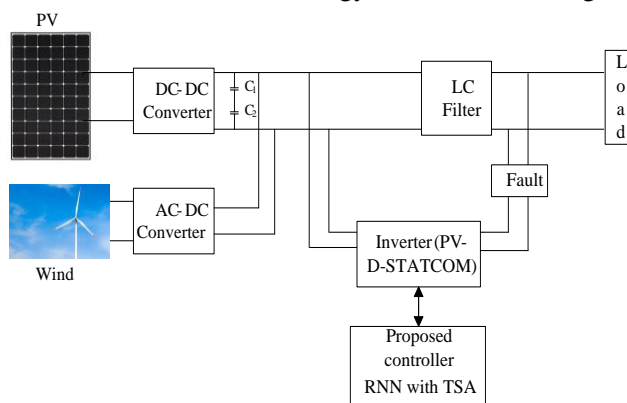 PV
DC-DC
Converter
C1
C2
LC
Filter
L
o
a
d
Fault
AC-DC
Converter
Wind
Inverter (PV-
D-STATCOM)
Proposed
controller
RNN with TSA